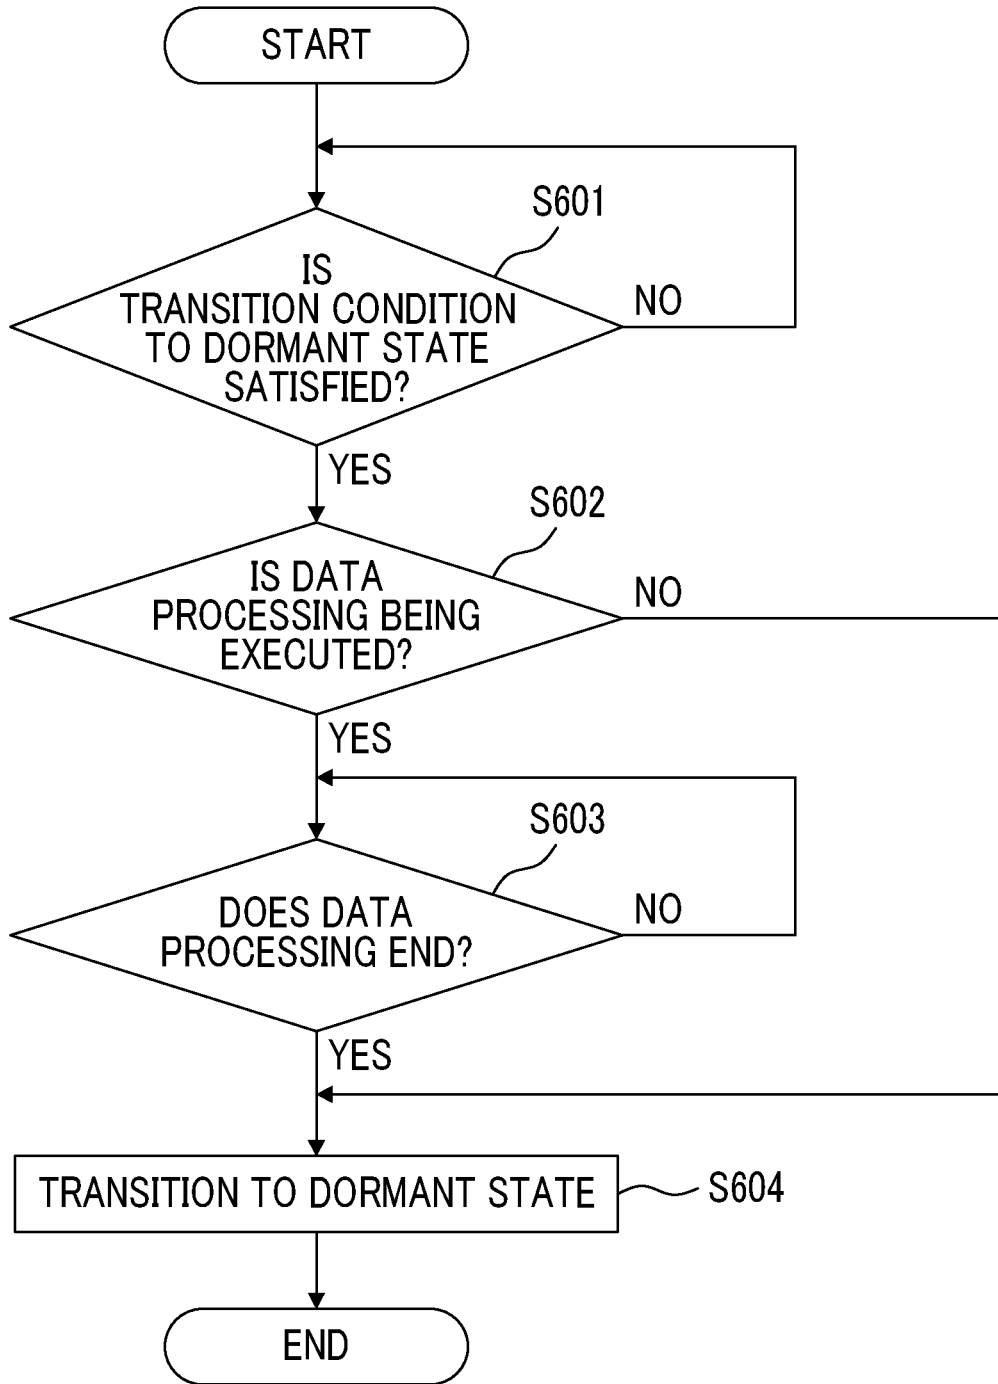 START
S601
IS
TRANSITION CONDITION
TO DORMANT STATE
SATISFIED?
NO
YES
S602
IS DATA
PROCESSING BEING
EXECUTED?
NO
YES
S603
DOES DATA
PROCESSING END?
NO
YES
TRANSITION TO DORMANT STATE
S604
END